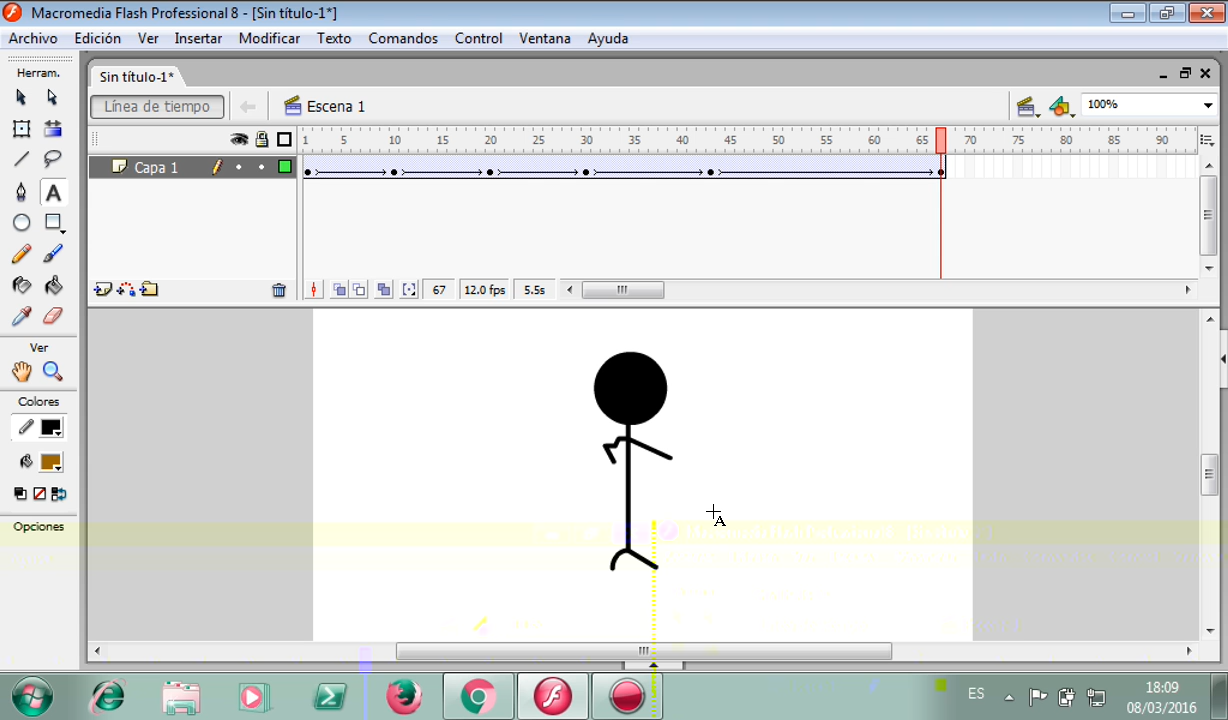 Macromedia Flash Professional 8 - [Sin título-1*]
Archivo Edición Ver Insertar Modificar Texto Comandos Control Ventana Ayuda
Herram.
Sin título-1*
Línea de tiempo
Escena 1
100%
1 5 10 15 20 25 30 35 40 45 50 55 60 65 70 75 80 85 90
Capa 1
A
67 12.0 fps 5.5s
Ver
Colores
Opciones
ES
18:09
08/03/2016